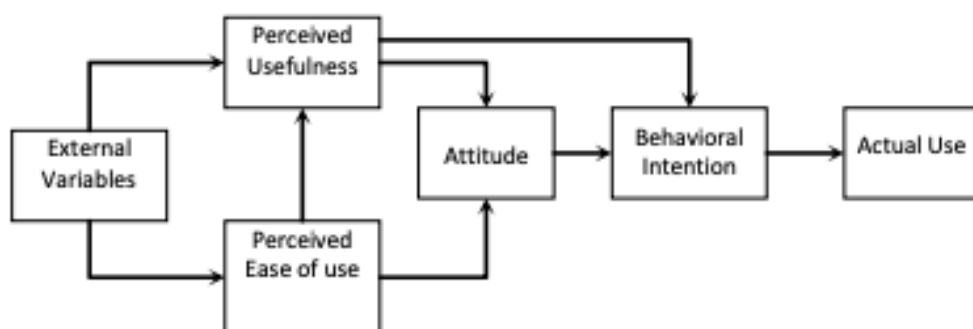 Perceived
Usefulness
External
Variables
Attitude
Behavioral
Intention
Actual Use
Perceived
Ease of use